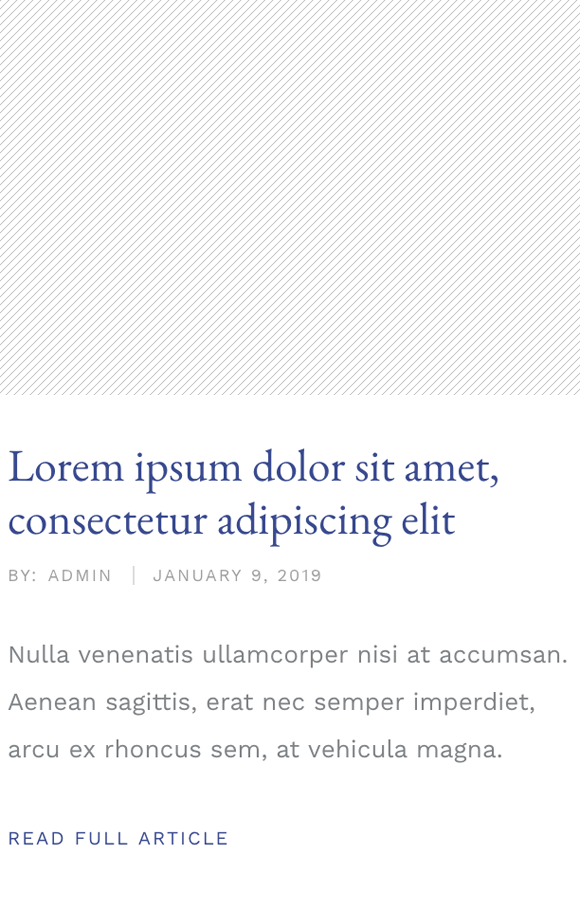 Lorem ipsum dolor sit amet,
consectetur adipiscing elit
BY: ADMIN | JANUARY 9, 2019
Nulla venenatis ullamcorper nisi at accumsan.
Aenean sagittis, erat nec semper imperdiet,
arcu ex rhoncus sem, at vehicula magna.
READ FULL ARTICLE